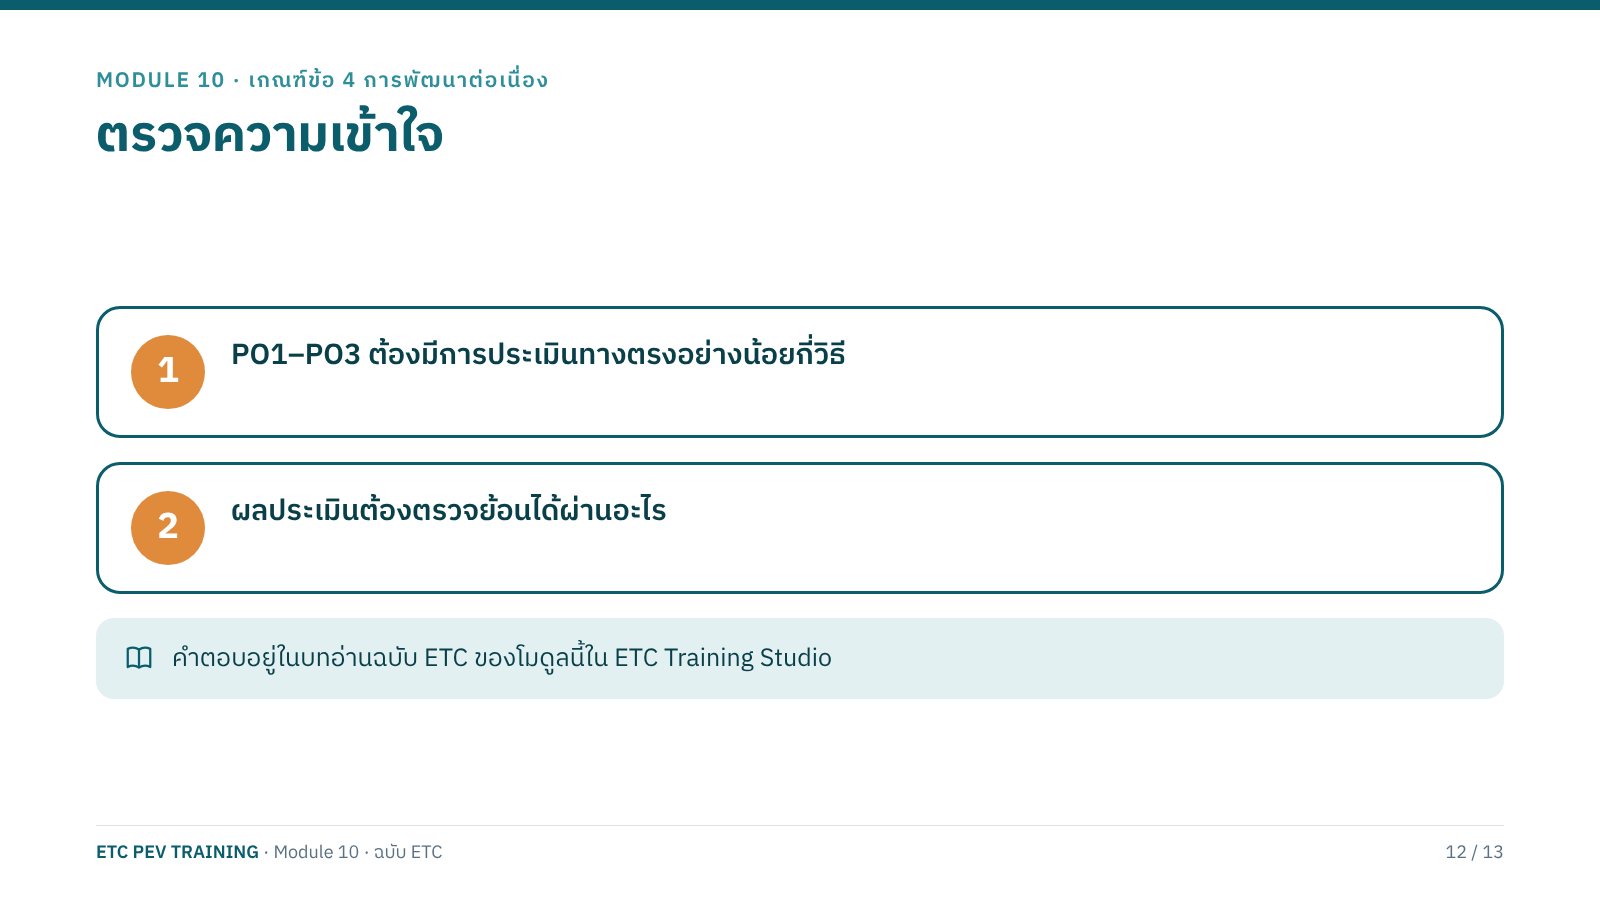 MODULE 10 · เกณฑ์ข้อ 4 การพัฒนาต่อเนื่อง
ตรวจความเข้าใจ
1 PO1–PO3 ต้องมีการประเมินทางตรงอย่างน้อยกี่วิธี
2 ผลประเมินต้องตรวจย้อนได้ผ่านอะไร
คำตอบอยู่ในบทอ่านฉบับ ETC ของโมดูลนี้ใน ETC Training Studio
ETC PEV TRAINING · Module 10 · ฉบับ ETC
12 / 13